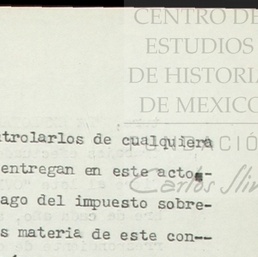 CENTRO DE
ESTUDIOS
DE HISTORIA
DE MEXICO
trolarlos de cualquiera
FUNDACIÓN
entregan en este acto--
Carlos Slim
ago del impuesto sobre-
s materia de este con--